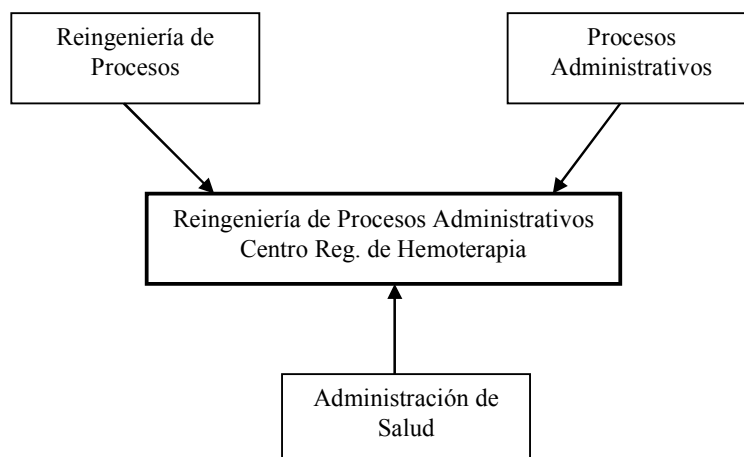 Reingeniería de
Procesos
Procesos
Administrativos
Reingeniería de Procesos Administrativos
Centro Reg. de Hemoterapia
Administración de
Salud